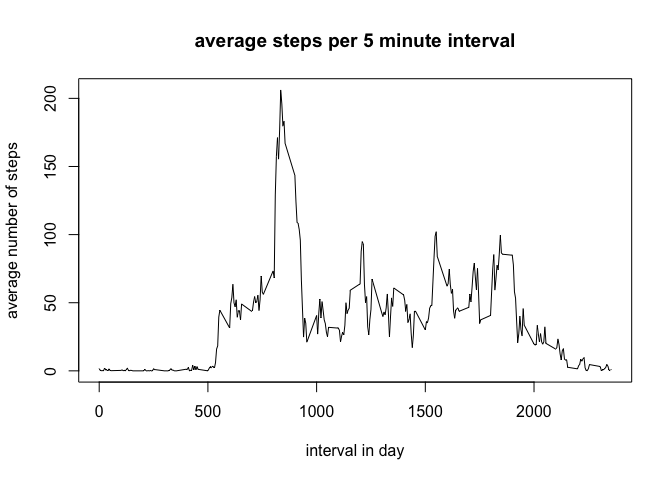 average steps per 5 minute interval
average number of steps
200
150
100
50
0
0 500 1000 1500 2000
interval in day